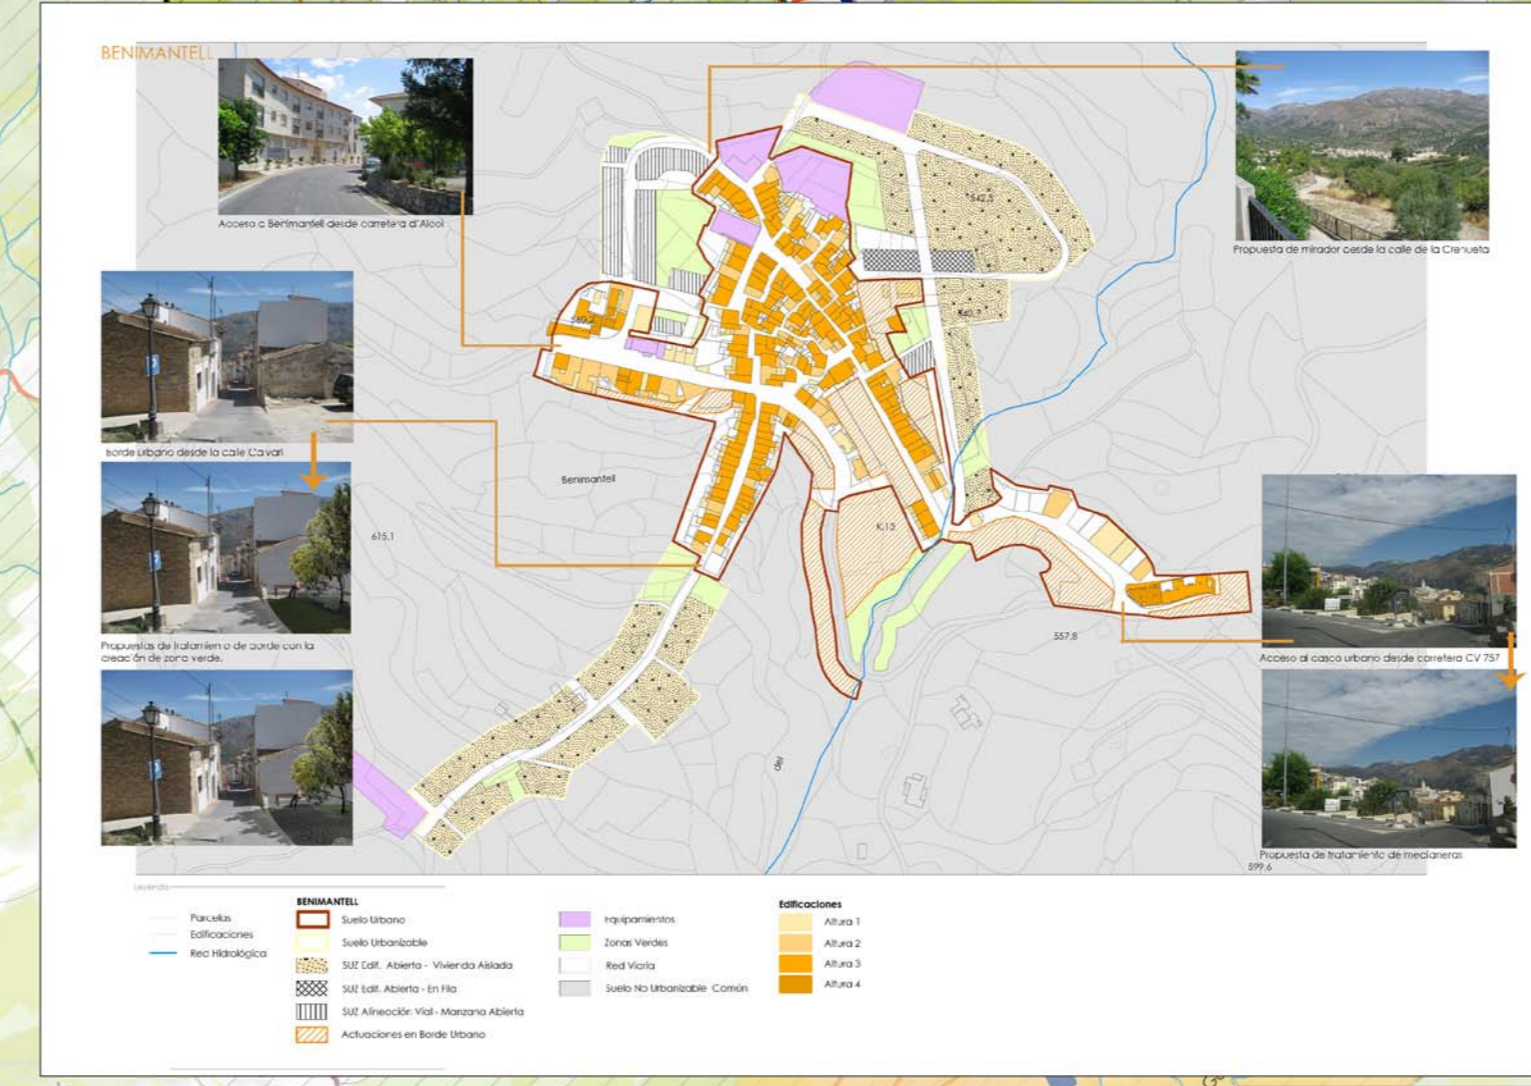 BENIMANTELL
Acceso a Benimantell desde carretera d'Alcoi
Propuesta de mirador desde la calle de la Crehueta
Borde urbano desde la calle Calvari
Propuestas de tratamiento de borde con la
creación de zona verde.
542,5
Benimantell
615,1
K.13
557,8
del
599,6
Acceso al casco urbano desde carretera CV 757
Propuesta de tratamiento de medianeras
Leyenda
Parcelas
Edificaciones
Red Hidrológica
BENIMANTELL
Suelo Urbano
Suelo Urbanizable
SUZ Edif. Abierta - Vivienda Aislada
SUZ Edif. Abierta - En Fila
SUZ Alineación Vial - Manzana Abierta
Actuaciones en Borde Urbano
Equipamientos
Zonas Verdes
Red Viaria
Suelo No Urbanizable Común
Edificaciones
Altura 1
Altura 2
Altura 3
Altura 4